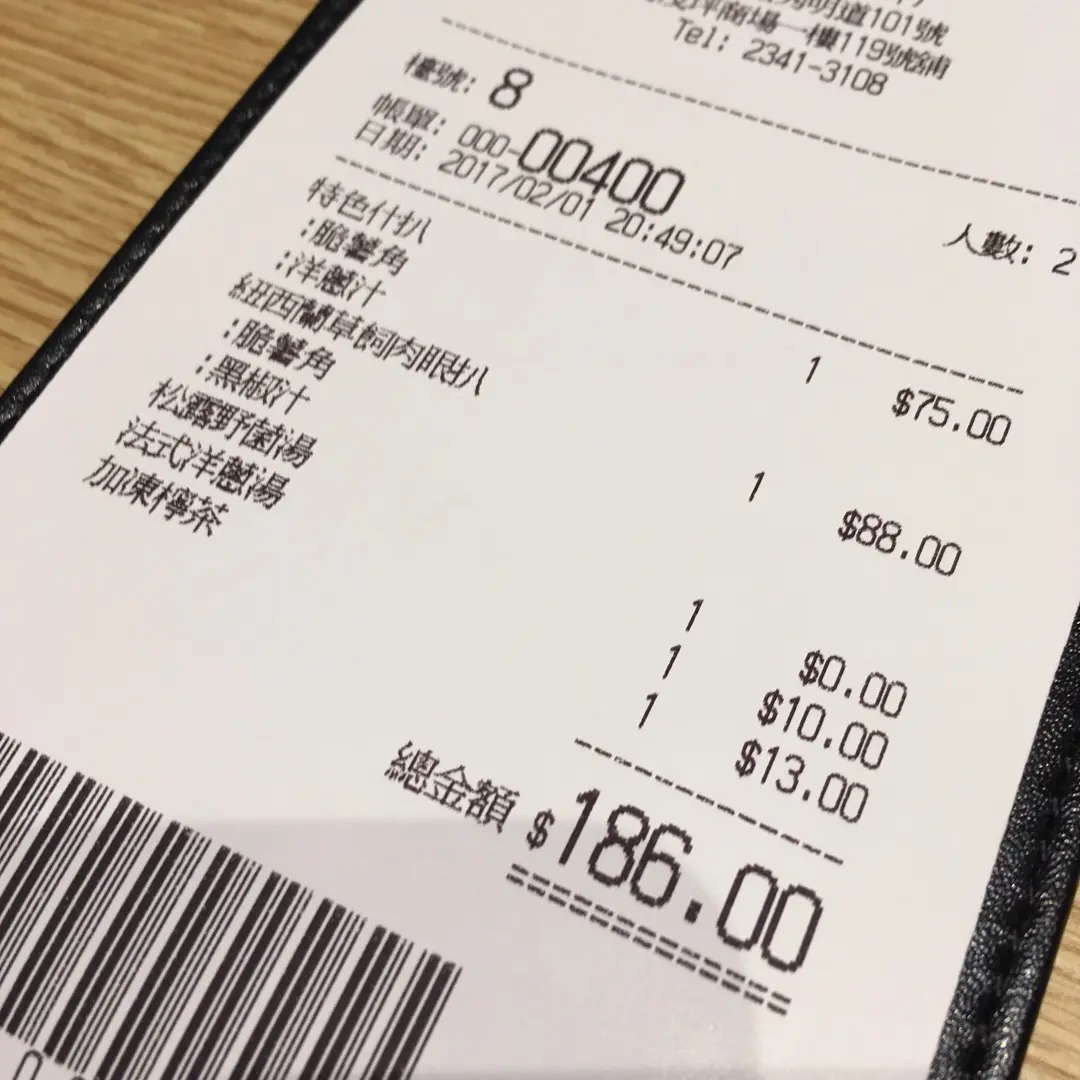 明道101號
商場一樓119號舖
Tel: 2341-3108
檯號: 8
帳單: 000-00400
日期: 2017/02/01 20:49:07
人數: 2
特色什扒 1 $75.00
:脆薯角
:洋蔥汁
紐西蘭草飼肉眼扒 1 $88.00
:脆薯角
:黑椒汁
松露野菌湯 1 $0.00
法式洋蔥湯 1 $10.00
加凍檸茶 1 $13.00
總金額 $186.00